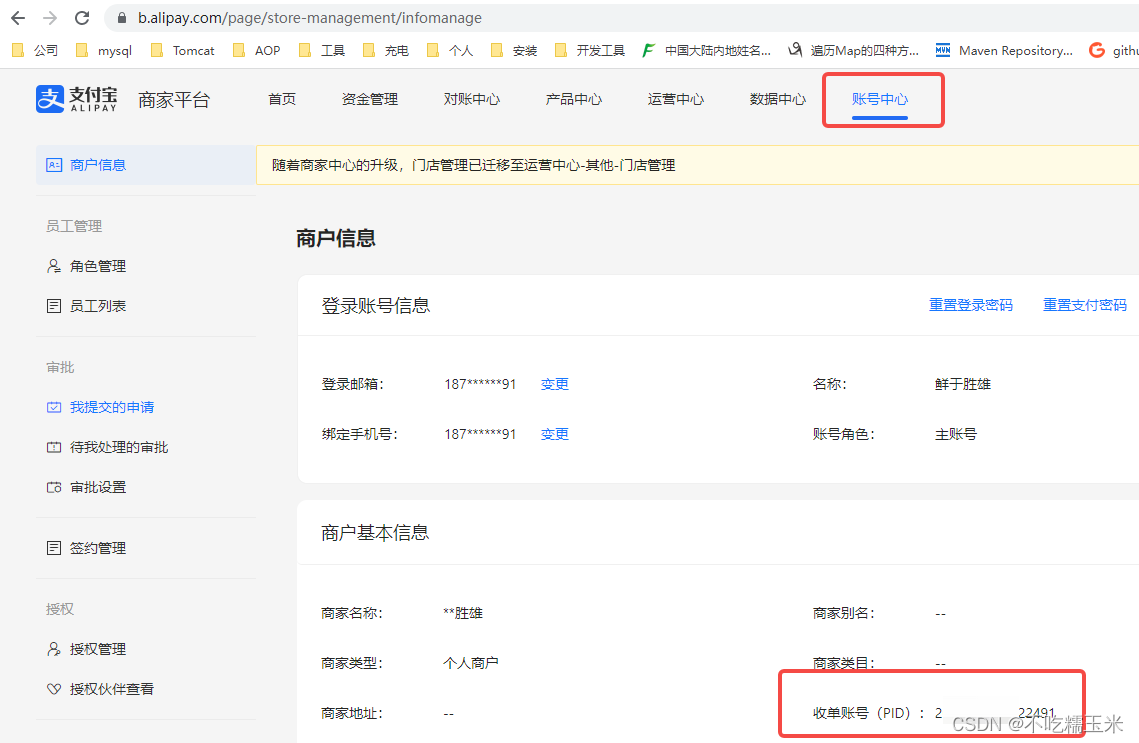 b.alipay.com/page/store-management/infomanage
公司 mysql Tomcat AOP 工具 充电 个人 安装 开发工具 中国大陆内地姓名... 遍历Map的四种方... Maven Repository... githu
支付宝 ALIPAY 商家平台 首页 资金管理 对账中心 产品中心 运营中心 数据中心 账号中心
商户信息
随着商家中心的升级，门店管理已迁移至运营中心-其他-门店管理
员工管理
角色管理
员工列表
审批
我提交的申请
待我处理的审批
审批设置
签约管理
授权
授权管理
授权伙伴查看
商户信息
登录账号信息 重置登录密码 重置支付密码
登录邮箱： 187******91 变更 名称： 鲜于胜雄
绑定手机号： 187******91 变更 账号角色： 主账号
商户基本信息
商家名称： **胜雄 商家别名： --
商家类型： 个人商户 商家类目： --
商家地址： -- 收单账号（PID）： 2 22491
CSDN @不吃糯玉米